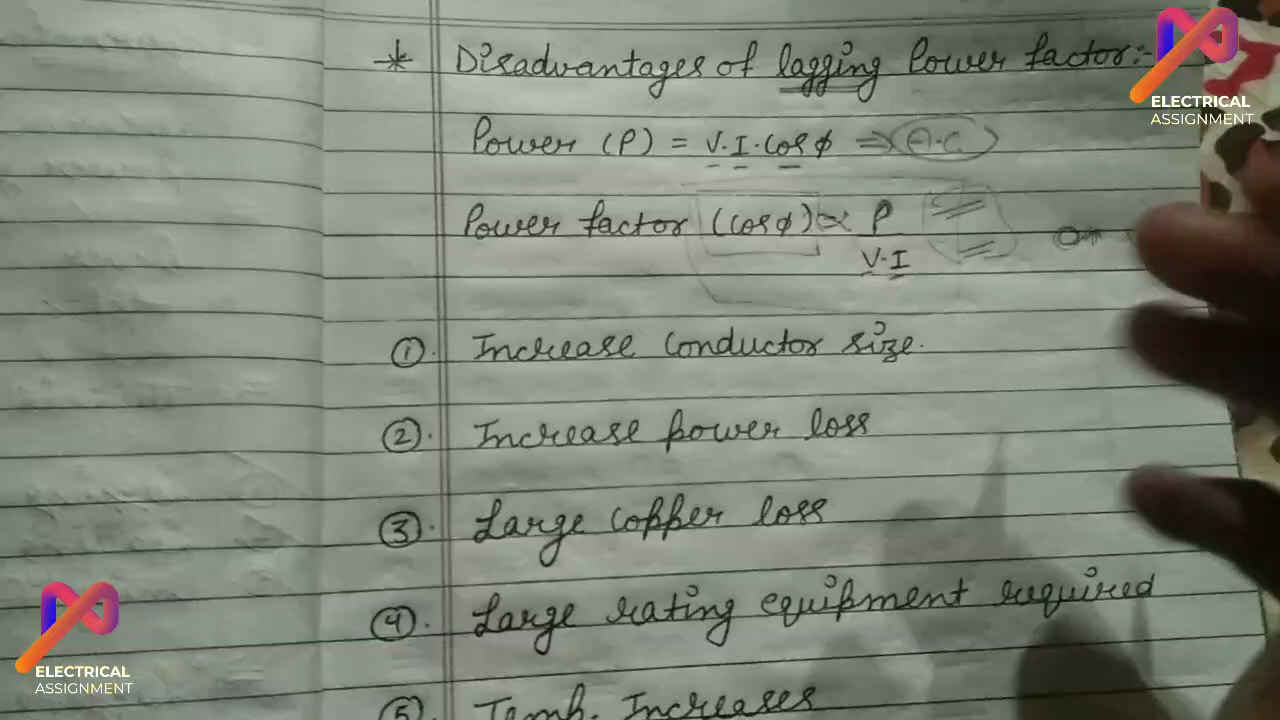 * Disadvantages of lagging Power factor:-
Power (P) = V.I.Cosϕ ⇒ A.C
Power factor (Cosϕ) ∝ P
V.I
①. Increase Conductor size.
②. Increase power loss
③. Large Copper loss
④. Large rating equipment required
⑤. Temp. Increases
ELECTRICAL
ASSIGNMENT
ELECTRICAL
ASSIGNMENT